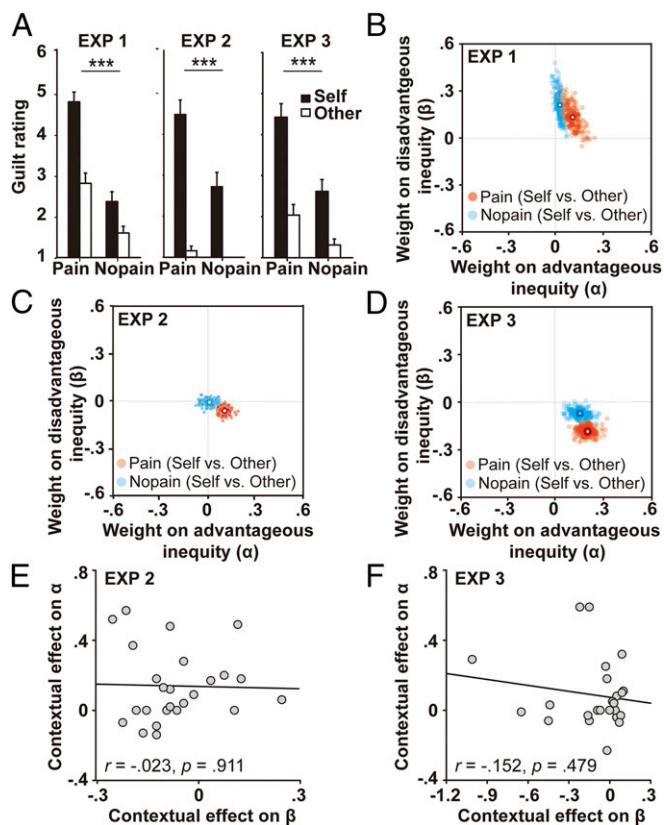 A
EXP 1
EXP 2
EXP 3
Guilt rating
6
5
4
3
2
1
***
***
***
Self
Other
Pain Nopain
Pain Nopain
Pain Nopain
B
EXP 1
Weight on disadvantgeous
inequity (β)
.6
.3
0
-.3
-.6
Pain (Self vs. Other)
Nopain (Self vs. Other)
-.6 -.3 0 .3 .6
Weight on advantageous
inequity (α)
C
EXP 2
Weight on disadvantageous
inequity (β)
.6
.3
0
-.3
-.6
Pain (Self vs. Other)
Nopain (Self vs. Other)
-.6 -.3 0 .3 .6
Weight on advantageous
inequity (α)
D
EXP 3
Weight on disadvantageous
inequity (β)
.6
.3
0
-.3
-.6
Pain (Self vs. Other)
Nopain (Self vs. Other)
-.6 -.3 0 .3 .6
Weight on advantageous
inequity (α)
E
EXP 2
Contextual effect on α
.8
.4
0
-.4
r = -.023, p = .911
-.3 0 .3
Contextual effect on β
F
EXP 3
Contextual effect on α
.8
.4
0
-.4
r = -.152, p = .479
-1.2 -.9 -.6 -.3 0 .3
Contextual effect on β